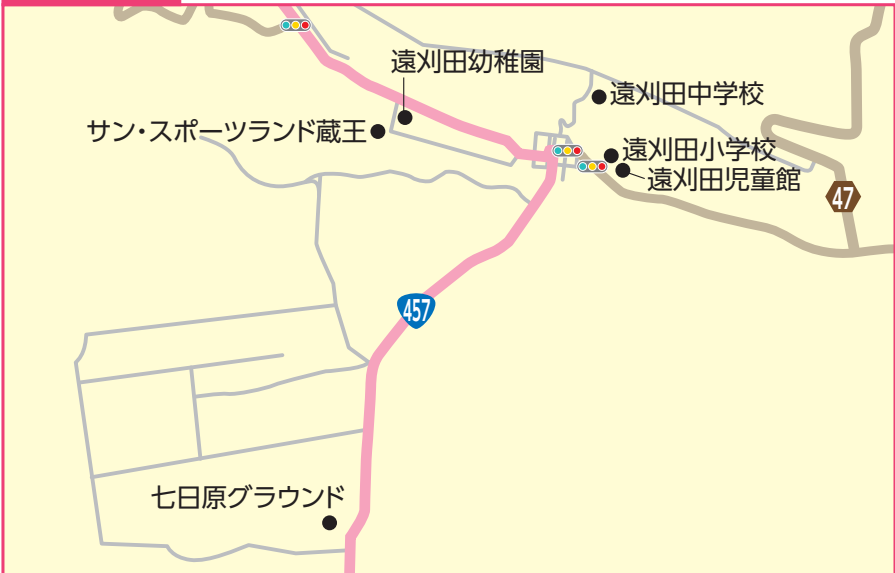 遠刈田幼稚園
遠刈田中学校
サン・スポーツランド蔵王
遠刈田小学校
遠刈田児童館
47
457
七日原グラウンド